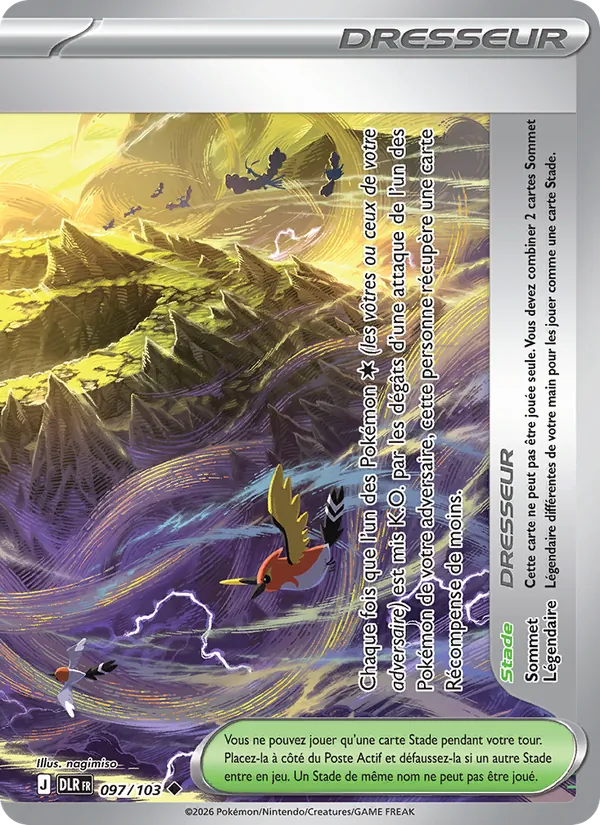 DRESSEUR
Chaque fois que l'un des Pokémon (les vôtres ou ceux de votre
adversaire) est mis K.O. par les dégâts d'une attaque de l'un des
Pokémon de votre adversaire, cette personne récupère une carte
Récompense de moins.
Stade DRESSEUR
Sommet
Légendaire
Cette carte ne peut pas être jouée seule. Vous devez combiner 2 cartes Sommet
Légendaire différentes de votre main pour les jouer comme une carte Stade.
Vous ne pouvez jouer qu'une carte Stade pendant votre tour.
Placez-la à côté du Poste Actif et défaussez-la si un autre Stade
entre en jeu. Un Stade de même nom ne peut pas être joué.
Illus. nagimiso
J DLR FR 097/103
©2026 Pokémon/Nintendo/Creatures/GAME FREAK